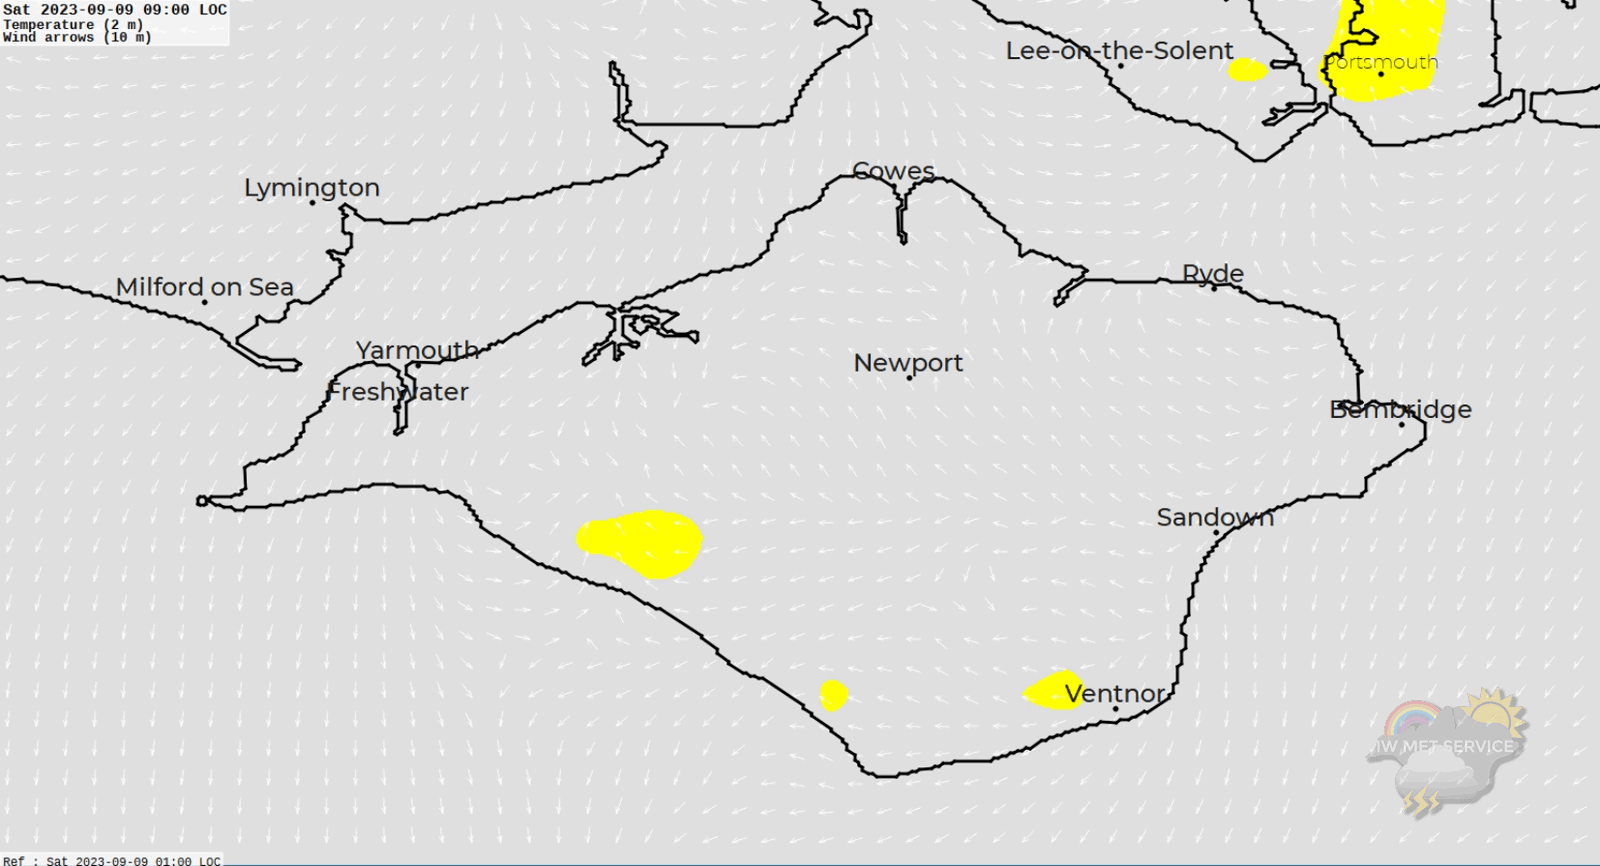 Sat 2023-09-09 09:00 LOC
Temperature (2 m)
Wind arrows (10 m)
Lee-on-the-Solent
Portsmouth
Cowes
Lymington
Ryde
Milford on Sea
Yarmouth
Newport
Freshwater
Bembridge
Sandown
Ventnor
IW MET SERVICE
Ref : Sat 2023-09-09 01:00 LOC